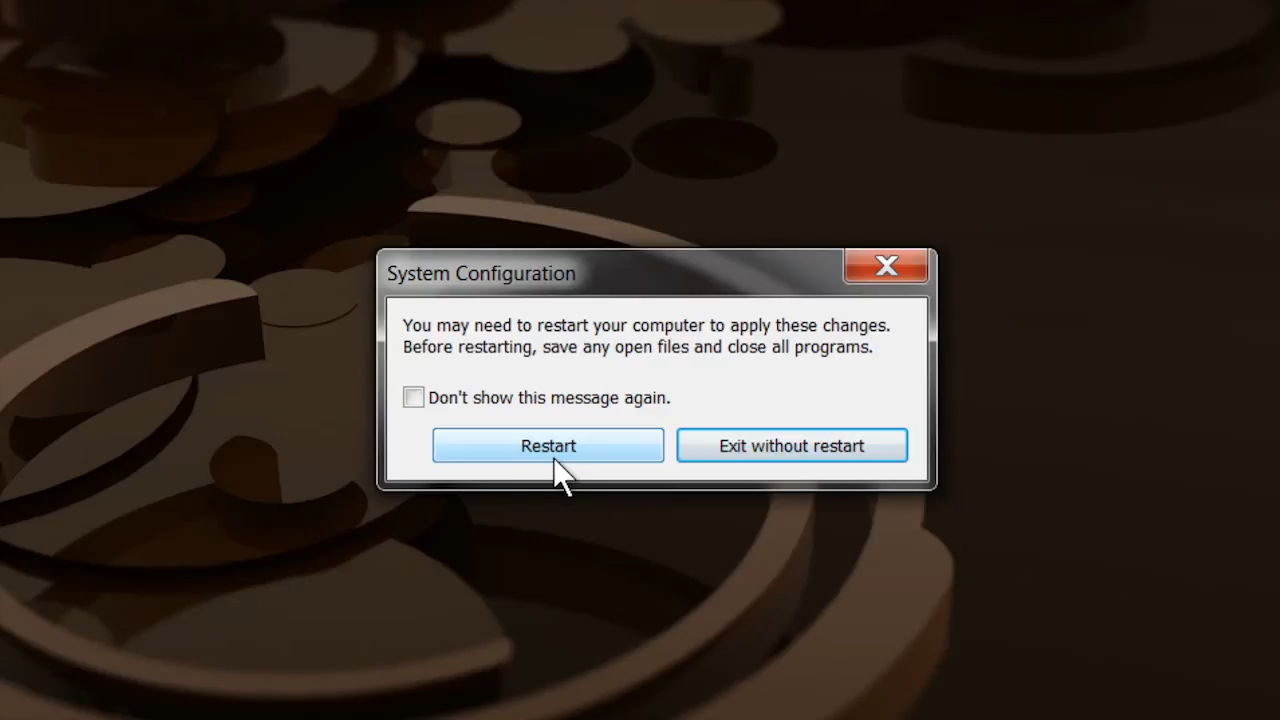 System Configuration
You may need to restart your computer to apply these changes.
Before restarting, save any open files and close all programs.
Don't show this message again.
Restart
Exit without restart